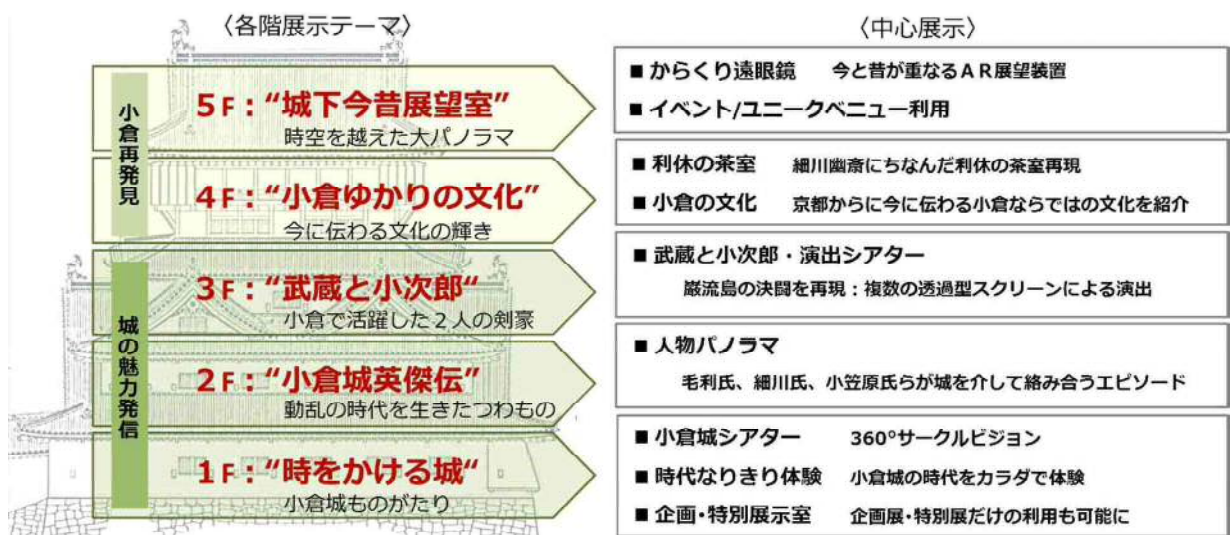 〈各階展示テーマ〉
小倉再発見
5F：“城下今昔展望室”
時空を越えた大パノラマ
4F：“小倉ゆかりの文化”
今に伝わる文化の輝き
城の魅力発信
3F：“武蔵と小次郎“
小倉で活躍した２人の剣豪
2F：“小倉城英傑伝”
動乱の時代を生きたつわもの
1F：“時をかける城“
小倉城ものがたり
〈中心展示〉
■ からくり遠眼鏡　今と昔が重なるＡＲ展望装置
■ イベント/ユニークベニュー利用
■ 利休の茶室　細川幽斎にちなんだ利休の茶室再現
■ 小倉の文化　京都からに今に伝わる小倉ならではの文化を紹介
■ 武蔵と小次郎・演出シアター
巌流島の決闘を再現：複数の透過型スクリーンによる演出
■ 人物パノラマ
毛利氏、細川氏、小笠原氏らが城を介して絡み合うエピソード
■ 小倉城シアター　360°サークルビジョン
■ 時代なりきり体験　小倉城の時代をカラダで体験
■ 企画・特別展示室　企画展・特別展だけの利用も可能に